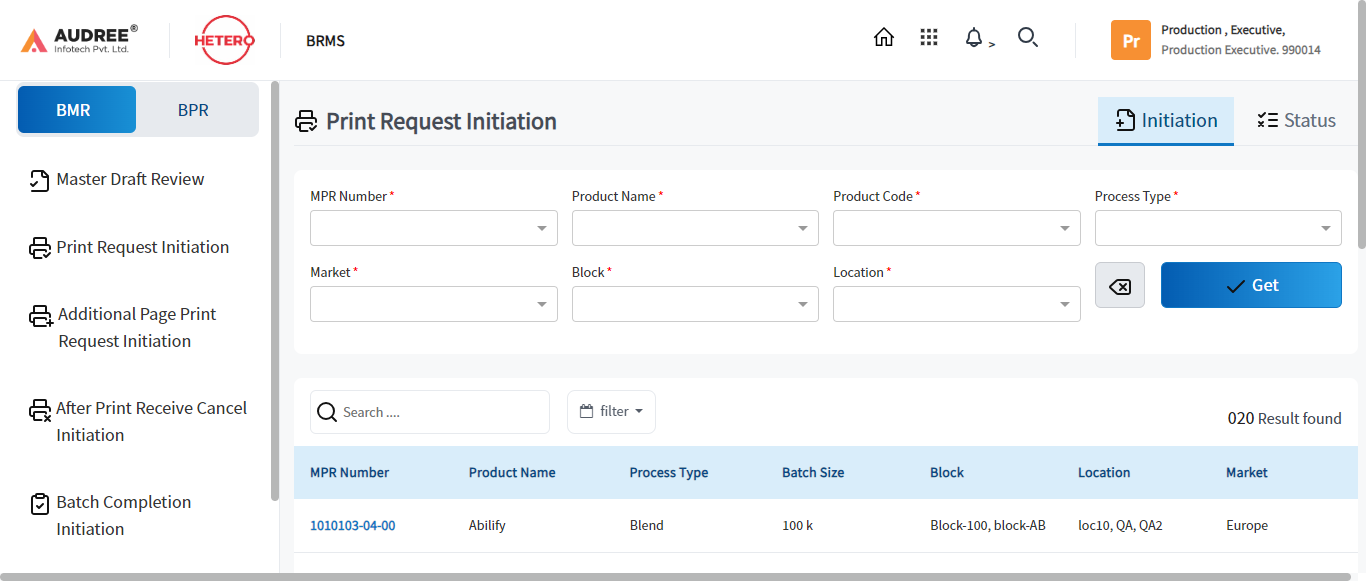 AUDREE®
Infotech Pvt. Ltd.
HETERO
BRMS
>
Pr
Production , Executive,
Production Executive. 990014
BMR
BPR
Master Draft Review
Print Request Initiation
Additional Page Print
Request Initiation
After Print Receive Cancel
Initiation
Batch Completion
Initiation
Print Request Initiation
Initiation
Status
MPR Number *
Product Name *
Product Code *
Process Type *
Market *
Block *
Location *
Get
Search ....
filter
020 Result found
MPR Number Product Name Process Type Batch Size Block Location Market
1010103-04-00 Abilify Blend 100 k Block-100, block-AB loc10, QA, QA2 Europe